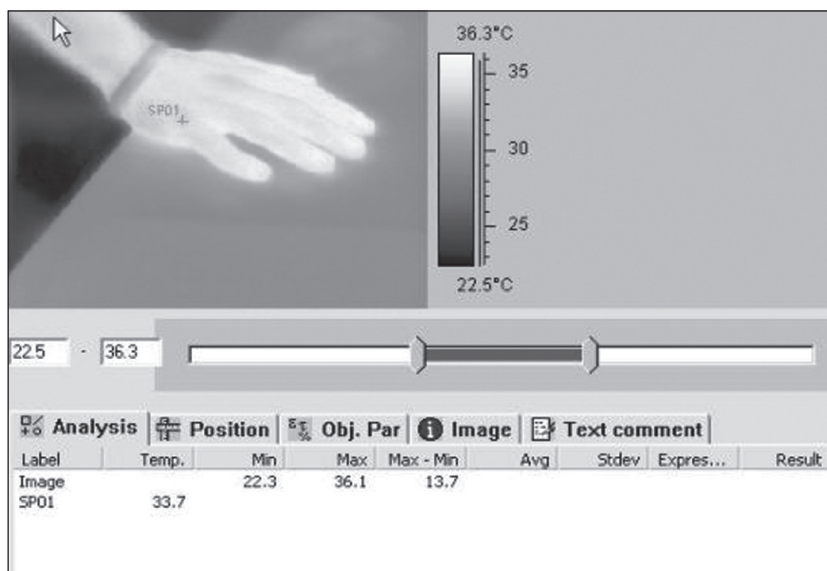 36.3°C
SP01
35
30
25
22.5°C
22.5 - 36.3
Analysis Position Obj. Par Image Text comment
Label Temp. Min Max Max - Min Avg Stdev Expres... Result
Image 22.3 36.1 13.7
SP01 33.7